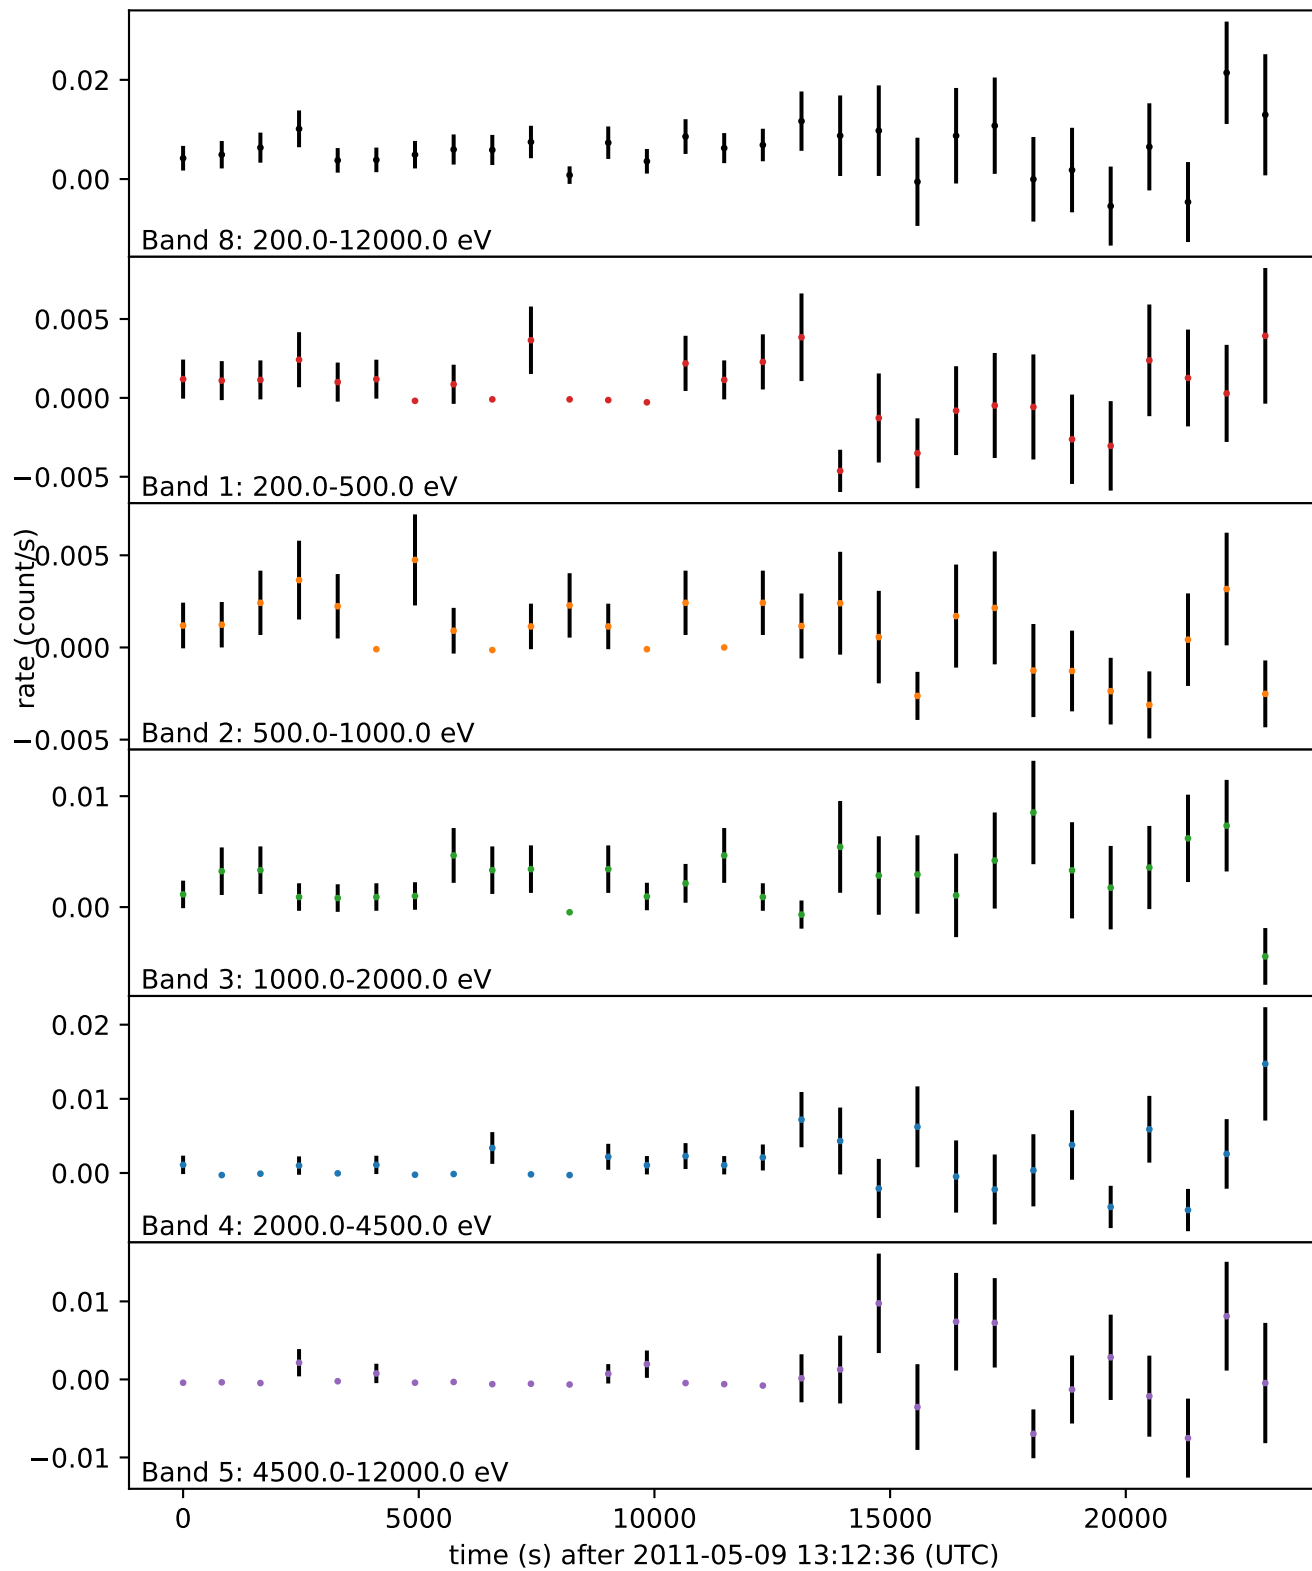 0.02
0.00
Band 8: 200.0-12000.0 eV
0.005
0.000
−0.005
Band 1: 200.0-500.0 eV
rate (count/s)
0.005
0.000
−0.005
Band 2: 500.0-1000.0 eV
0.01
0.00
Band 3: 1000.0-2000.0 eV
0.02
0.01
0.00
Band 4: 2000.0-4500.0 eV
0.01
0.00
−0.01
Band 5: 4500.0-12000.0 eV
0 5000 10000 15000 20000
time (s) after 2011-05-09 13:12:36 (UTC)